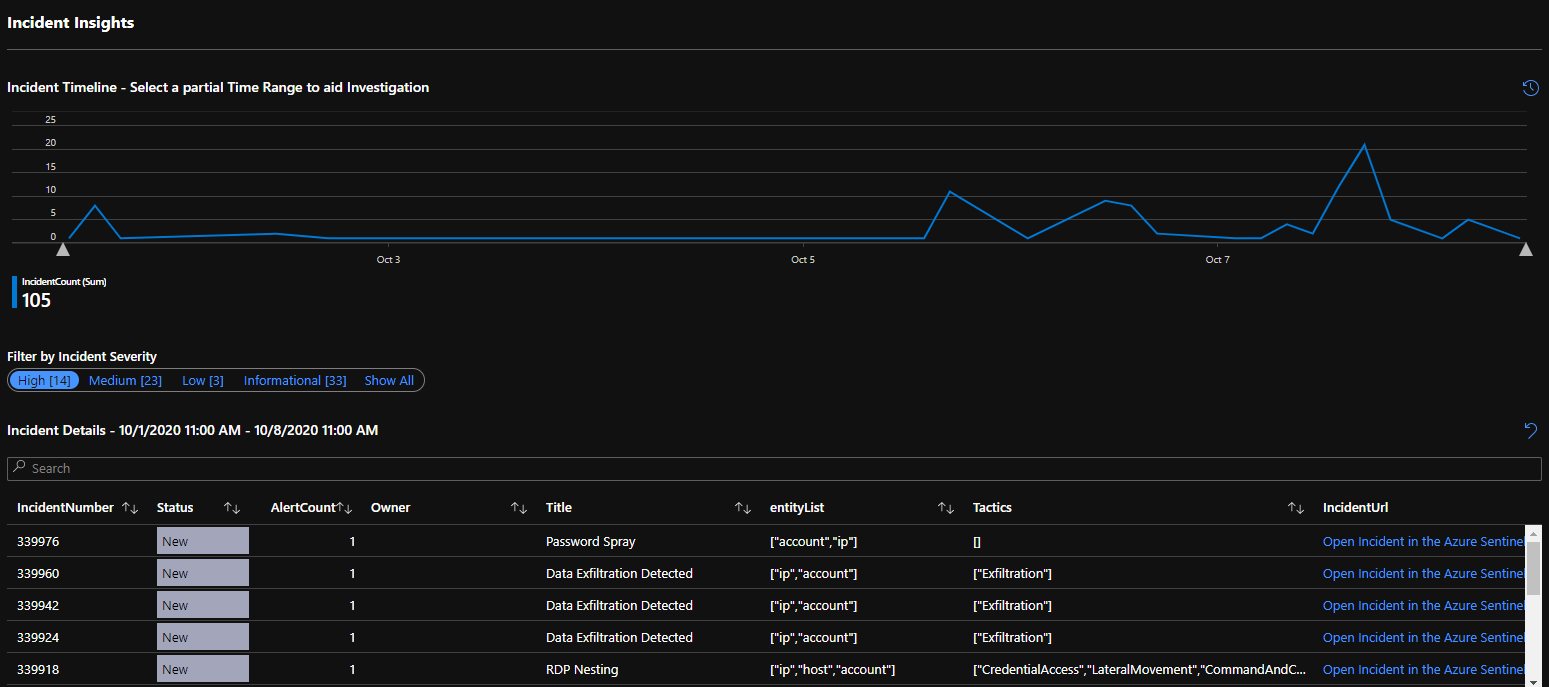 Incident Insights
Incident Timeline - Select a partial Time Range to aid Investigation
25
20
15
10
5
0
Oct 3 Oct 5 Oct 7
IncidentCount (Sum)
105
Filter by Incident Severity
High [14] Medium [23] Low [3] Informational [33] Show All
Incident Details - 10/1/2020 11:00 AM - 10/8/2020 11:00 AM
Search
IncidentNumber Status AlertCount Owner Title entityList Tactics IncidentUrl
339976 New 1 Password Spray ["account","ip"] [] Open Incident in the Azure Sentinel
339960 New 1 Data Exfiltration Detected ["ip","account"] ["Exfiltration"] Open Incident in the Azure Sentinel
339942 New 1 Data Exfiltration Detected ["ip","account"] ["Exfiltration"] Open Incident in the Azure Sentinel
339924 New 1 Data Exfiltration Detected ["ip","account"] ["Exfiltration"] Open Incident in the Azure Sentinel
339918 New 1 RDP Nesting ["ip","host","account"] ["CredentialAccess","LateralMovement","CommandAndC... Open Incident in the Azure Sentinel